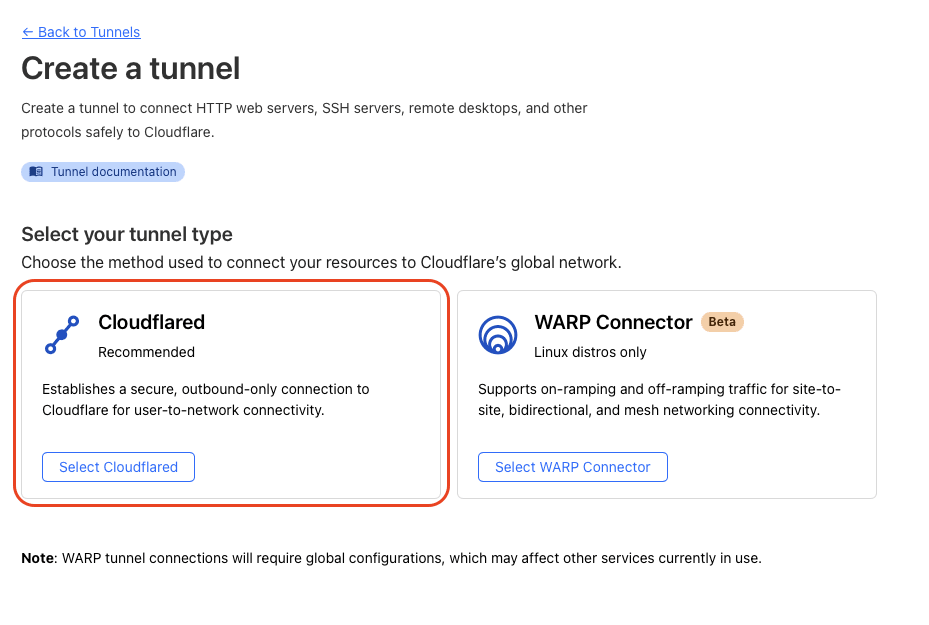 ← Back to Tunnels
Create a tunnel
Create a tunnel to connect HTTP web servers, SSH servers, remote desktops, and other
protocols safely to Cloudflare.
Tunnel documentation
Select your tunnel type
Choose the method used to connect your resources to Cloudflare’s global network.
Cloudflared
Recommended
Establishes a secure, outbound-only connection to
Cloudflare for user-to-network connectivity.
Select Cloudflared
WARP Connector Beta
Linux distros only
Supports on-ramping and off-ramping traffic for site-to-
site, bidirectional, and mesh networking connectivity.
Select WARP Connector
Note: WARP tunnel connections will require global configurations, which may affect other services currently in use.